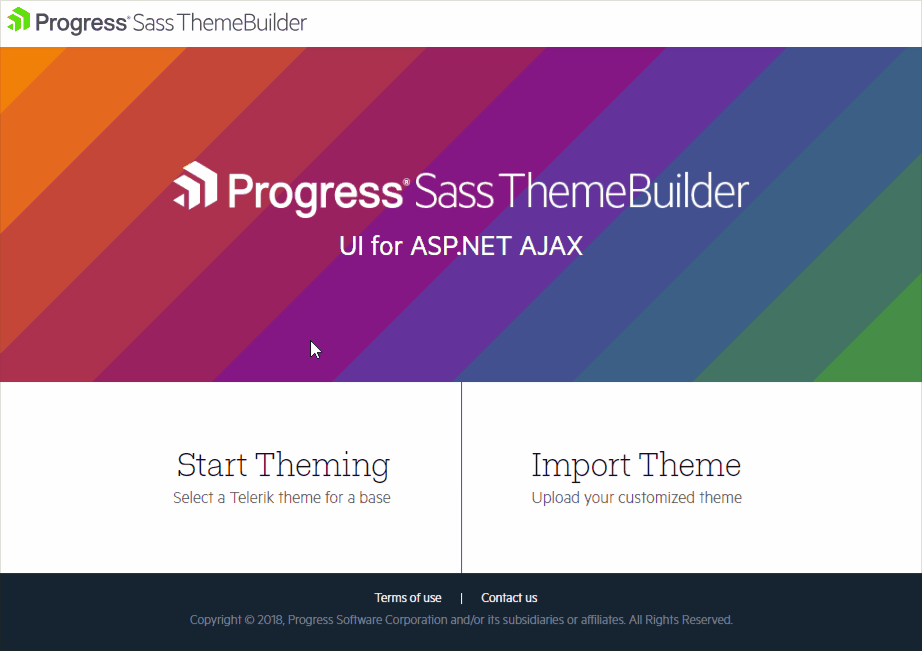 Progress® Sass ThemeBuilder
Progress® Sass ThemeBuilder
UI for ASP.NET AJAX
Start Theming
Select a Telerik theme for a base
Import Theme
Upload your customized theme
Terms of use | Contact us
Copyright © 2018, Progress Software Corporation and/or its subsidiaries or affiliates. All Rights Reserved.